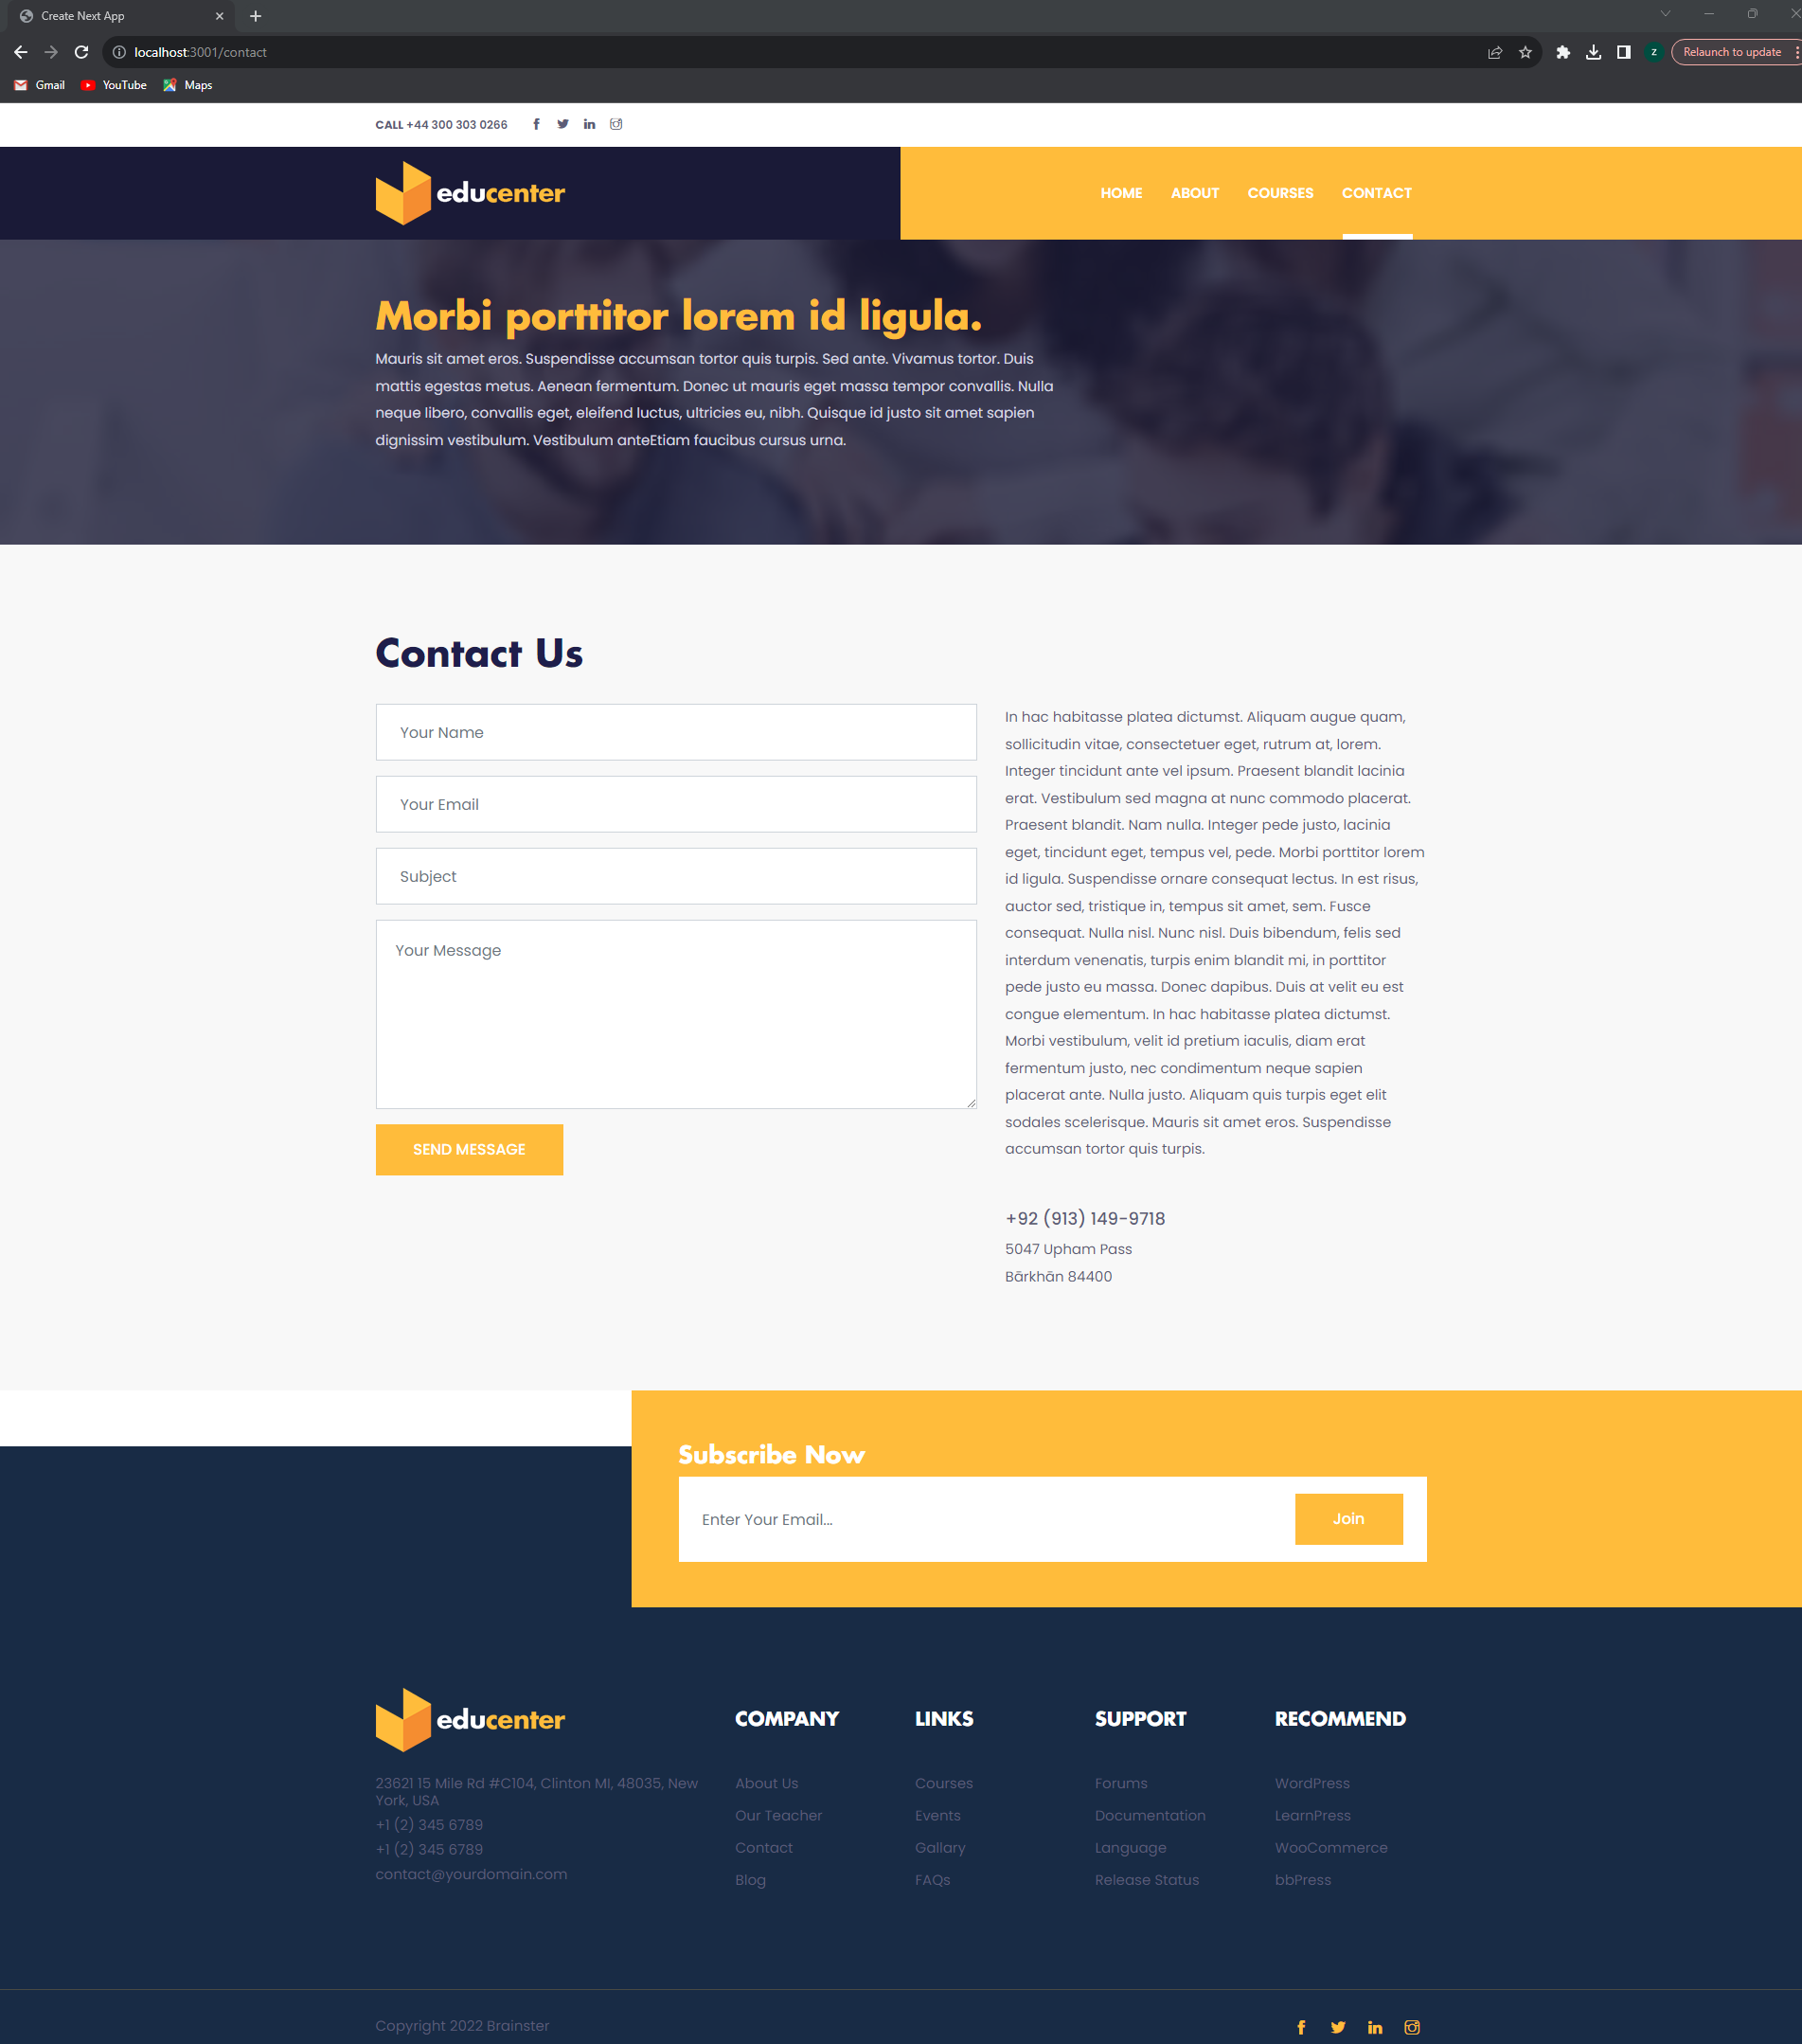 Create Next App
localhost:3001/contact
Relaunch to update
z
Gmail
YouTube
Maps
CALL +44 300 303 0266
educenter
HOME
ABOUT
COURSES
CONTACT
Morbi porttitor lorem id ligula.
Mauris sit amet eros. Suspendisse accumsan tortor quis turpis. Sed ante. Vivamus tortor. Duis
mattis egestas metus. Aenean fermentum. Donec ut mauris eget massa tempor convallis. Nulla
neque libero, convallis eget, eleifend luctus, ultricies eu, nibh. Quisque id justo sit amet sapien
dignissim vestibulum. Vestibulum anteEtiam faucibus cursus urna.
Contact Us
Your Name
Your Email
Subject
Your Message
SEND MESSAGE
In hac habitasse platea dictumst. Aliquam augue quam,
sollicitudin vitae, consectetuer eget, rutrum at, lorem.
Integer tincidunt ante vel ipsum. Praesent blandit lacinia
erat. Vestibulum sed magna at nunc commodo placerat.
Praesent blandit. Nam nulla. Integer pede justo, lacinia
eget, tincidunt eget, tempus vel, pede. Morbi porttitor lorem
id ligula. Suspendisse ornare consequat lectus. In est risus,
auctor sed, tristique in, tempus sit amet, sem. Fusce
consequat. Nulla nisl. Nunc nisl. Duis bibendum, felis sed
interdum venenatis, turpis enim blandit mi, in porttitor
pede justo eu massa. Donec dapibus. Duis at velit eu est
congue elementum. In hac habitasse platea dictumst.
Morbi vestibulum, velit id pretium iaculis, diam erat
fermentum justo, nec condimentum neque sapien
placerat ante. Nulla justo. Aliquam quis turpis eget elit
sodales scelerisque. Mauris sit amet eros. Suspendisse
accumsan tortor quis turpis.
+92 (913) 149-9718
5047 Upham Pass
Bārkhān 84400
Subscribe Now
Enter Your Email...
Join
educenter
23621 15 Mile Rd #C104, Clinton MI, 48035, New
York, USA
+1 (2) 345 6789
+1 (2) 345 6789
contact@yourdomain.com
COMPANY
About Us
Our Teacher
Contact
Blog
LINKS
Courses
Events
Gallary
FAQs
SUPPORT
Forums
Documentation
Language
Release Status
RECOMMEND
WordPress
LearnPress
WooCommerce
bbPress
Copyright 2022 Brainster